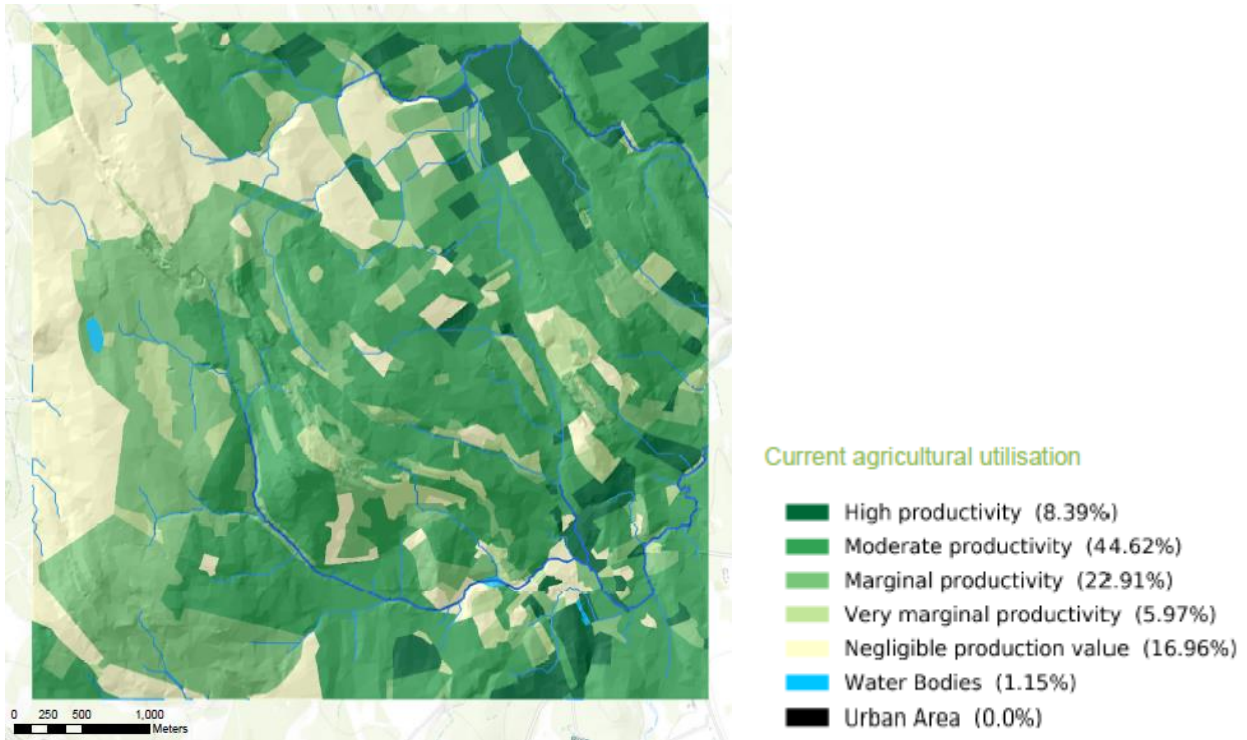 Current agricultural utilisation
High productivity (8.39%)
Moderate productivity (44.62%)
Marginal productivity (22.91%)
Very marginal productivity (5.97%)
Negligible production value (16.96%)
Water Bodies (1.15%)
Urban Area (0.0%)
0 250 500 1,000
Meters